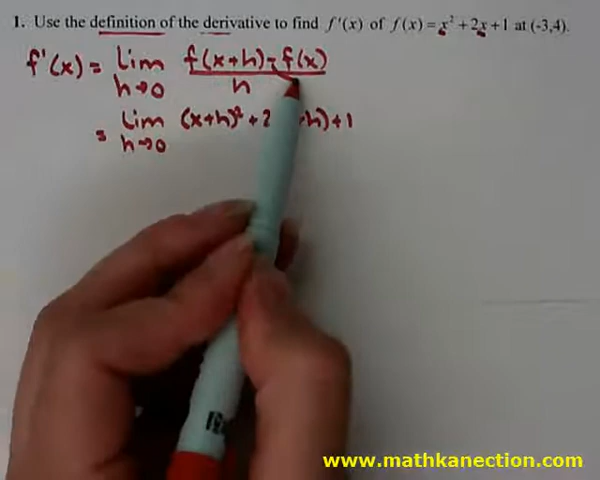 1. Use the definition of the derivative to find f'(x) of f(x) = x² + 2x + 1 at (-3,4).
f'(x) = lim h→0 f(x+h) - f(x) / h
= lim h→0 (x+h)² + 2 h) + 1
www.mathkanection.com